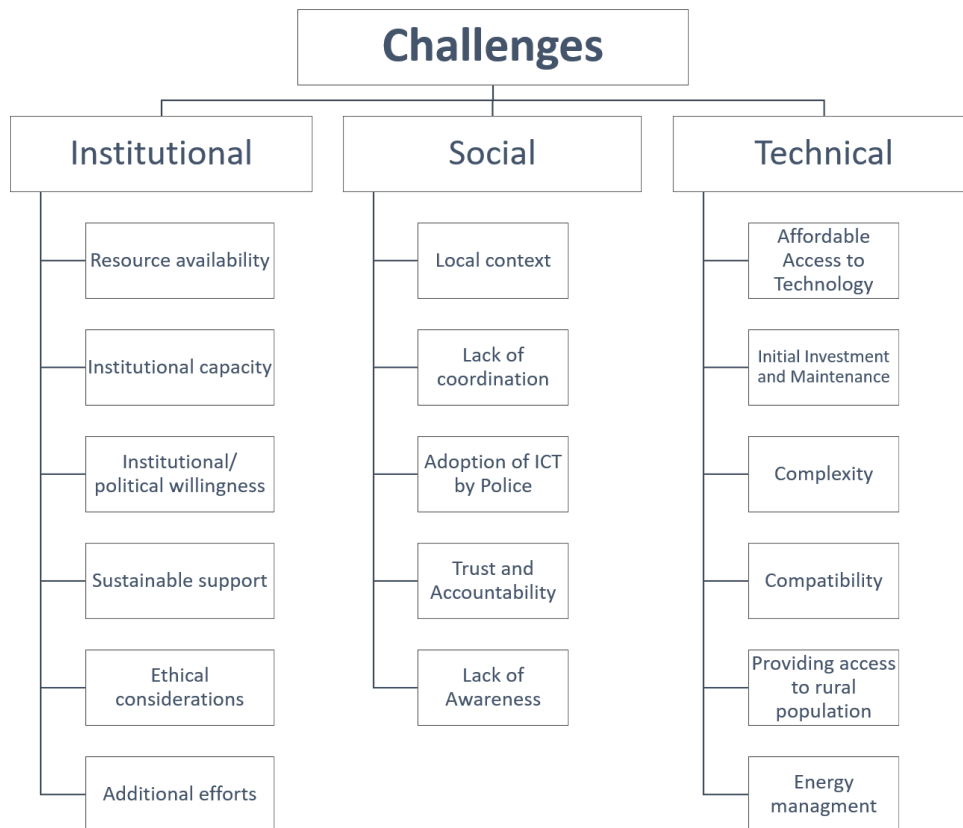 Challenges
Institutional
Resource availability
Institutional capacity
Institutional/
political willingness
Sustainable support
Ethical
considerations
Additional efforts
Social
Local context
Lack of
coordination
Adoption of ICT
by Police
Trust and
Accountability
Lack of
Awareness
Technical
Affordable
Access to
Technology
Initial Investment
and Maintenance
Complexity
Compatibility
Providing access
to rural
population
Energy
managment